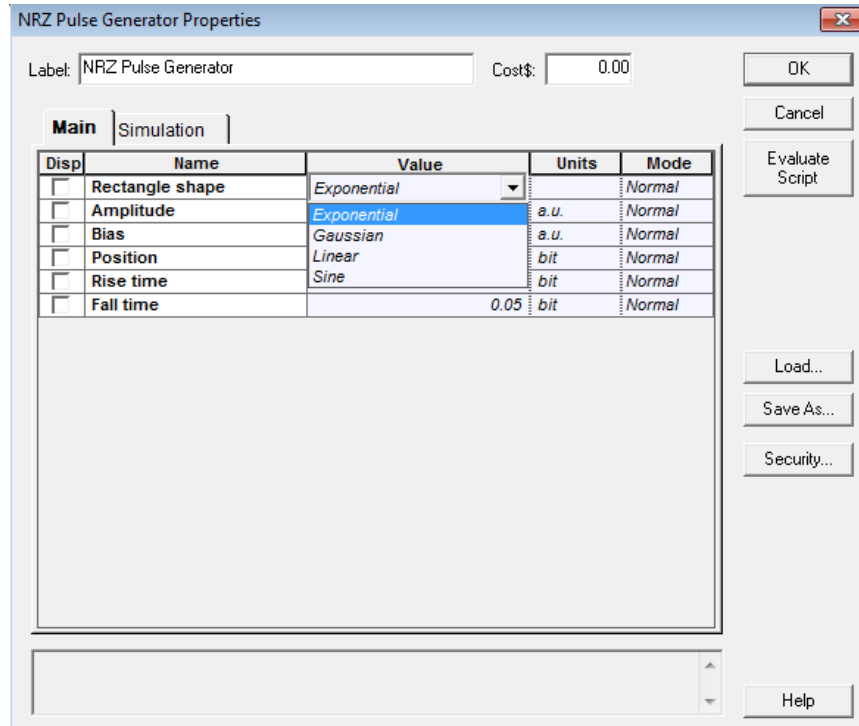 NRZ Pulse Generator Properties
Label: NRZ Pulse Generator Cost$: 0.00 OK
Cancel
Main Simulation
Evaluate Script
Disp Name Value Units Mode
Rectangle shape Exponential Normal
Amplitude Exponential a.u. Normal
Bias Gaussian a.u. Normal
Position Linear bit Normal
Rise time Sine bit Normal
Fall time 0.05 bit Normal
Load...
Save As...
Security...
Help